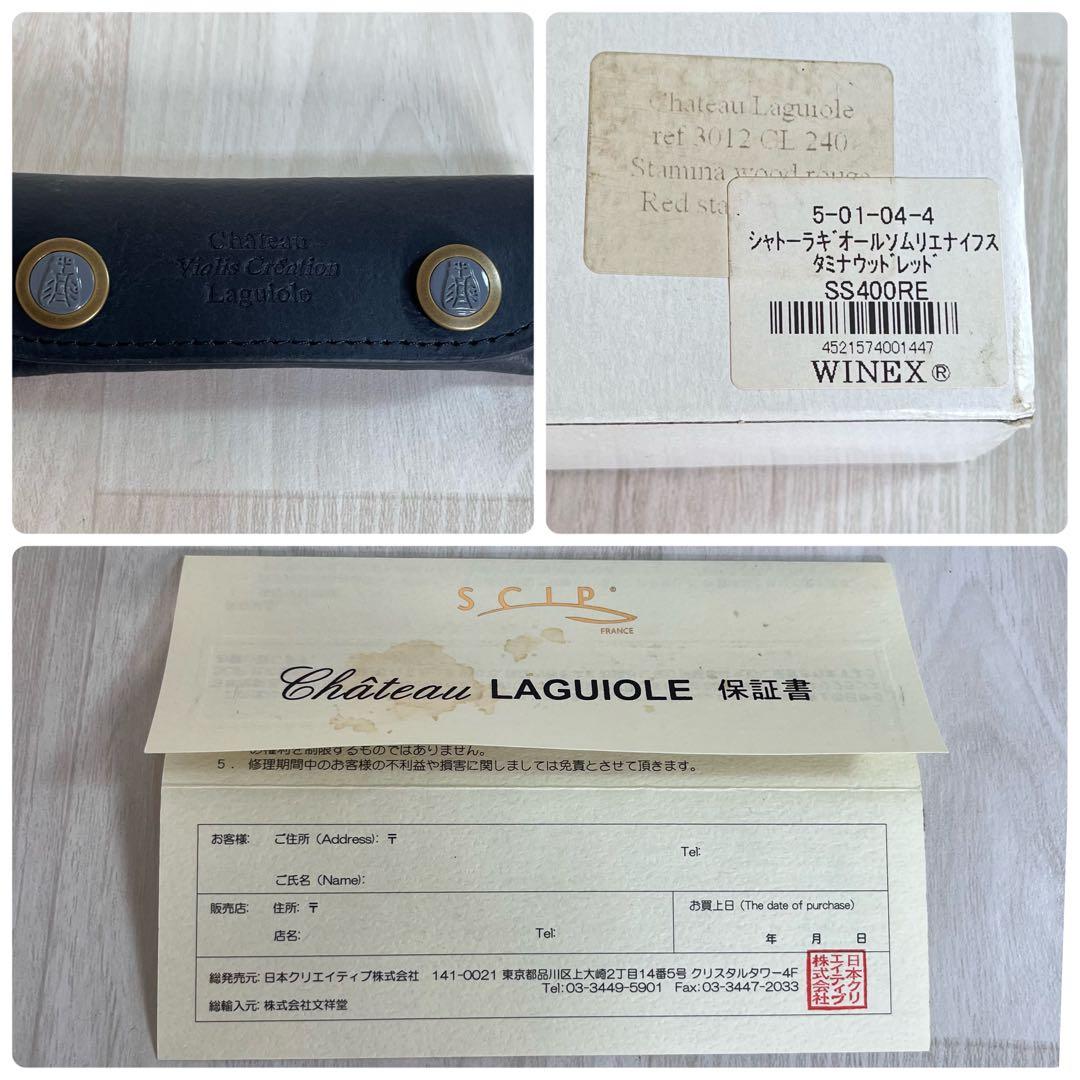 Château
Vialis Création
Laguiole
Chateau Laguiole
ref 3012 CL 240
Stamina wood rouge
Red sta
5-01-04-4
シャトーラギオールソムリエナイフス
タミナウッドレッド
SS400RE
4521574001447
WINEX®
SCIP®
FRANCE
Château LAGUIOLE 保証書
の権利を制限するものではありません。
5. 修理期間中のお客様の不利益や損害に関しましては免責とさせて頂きます。
お客様: ご住所 (Address): 〒
Tel:
ご氏名 (Name):
販売店: 住所: 〒
店名: Tel:
お買上日 (The date of purchase)
年 月 日
総発売元: 日本クリエイティブ株式会社 141-0021 東京都品川区上大崎2丁目14番5号 クリスタルタワー4F
Tel:03-3449-5901 Fax:03-3447-2033
総輸入元: 株式会社文祥堂
日本クリ
エイティブ
株式会社